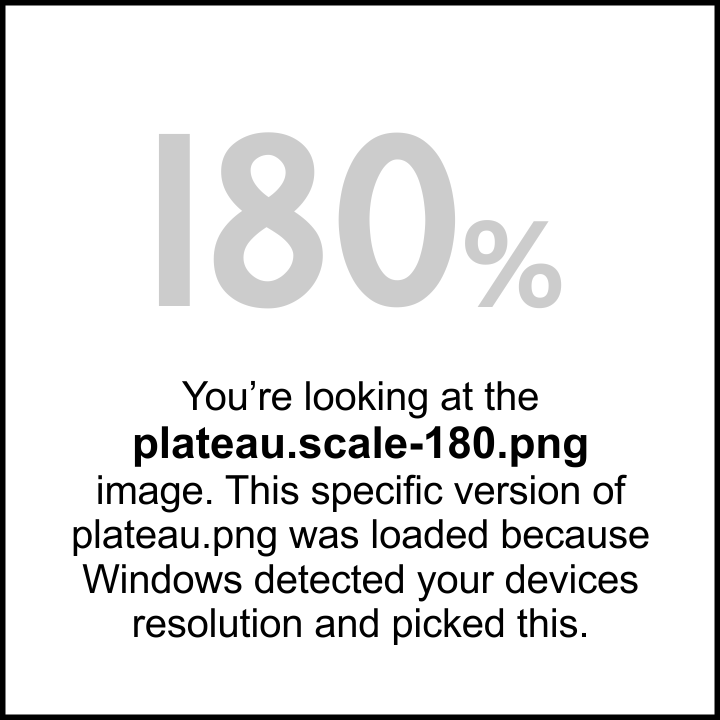 180%
You’re looking at the
plateau.scale-180.png
image. This specific version of
plateau.png was loaded because
Windows detected your devices
resolution and picked this.